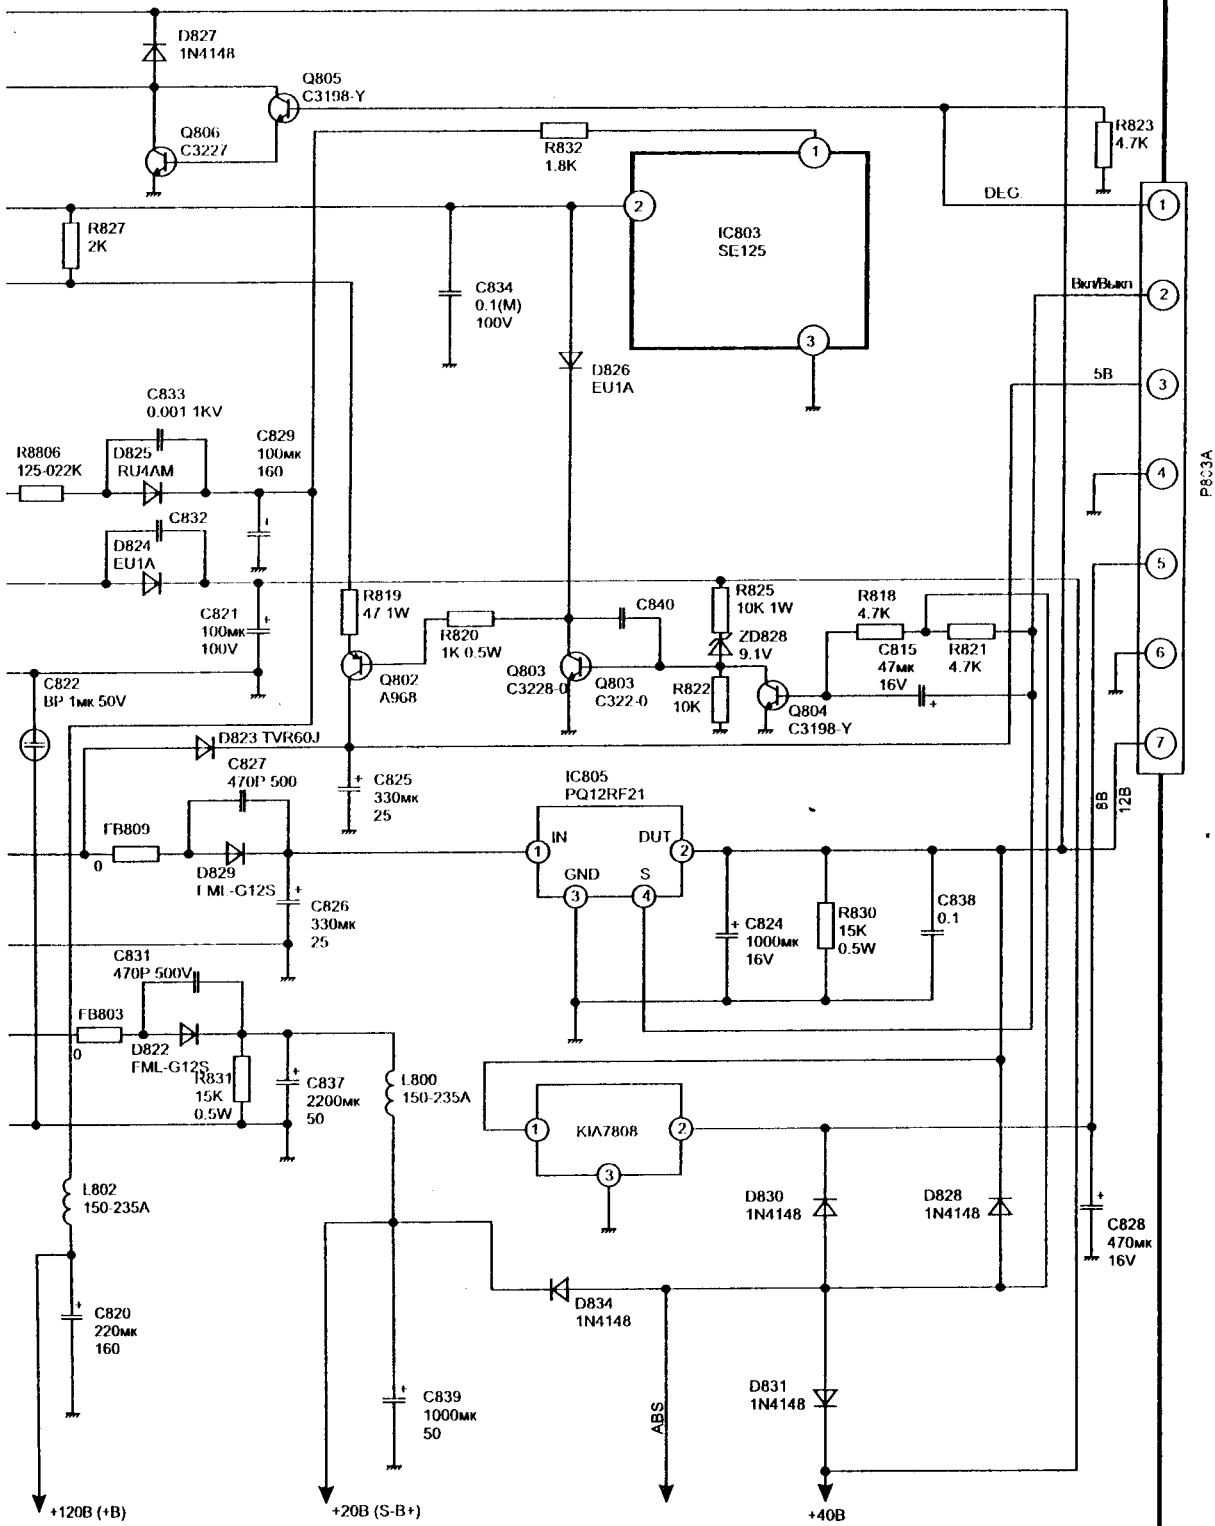 D827
1N4148
Q805
C3198-Y
Q806
C3227
R832
1.8K
1
R823
4.7K
DEG.
1
2
IC803
SE125
R827
2K
C834
0.1(M)
100V
Вкл/Выкл
2
3
D826
EU1A
5В
3
C833
0.001 1KV
C829
100мк
160
R8806
125-022K
D825
RU4AM
4
P803A
C832
D824
EU1A
5
R819
47 1W
C821
100мк
100V
R820
1K 0.5W
C840
R825
10K 1W
R818
4.7K
ZD828
9.1V
C815
47мк
16V
R821
4.7K
6
Q802
A968
Q803
C3228-0
Q803
C322-0
R822
10K
Q804
C3198-Y
C822
BP 1мк 50V
D823 TVR60J
7
C827
470P 500
C825
330мк
25
IC805
PQ12RF21
8В
12В
FB809
0
IN
DUT
1
2
GND
S
3
4
D829
FML-G12S
C826
330мк
25
C824
1000мк
16V
R830
15K
0.5W
C838
0.1
C831
470P 500V
FB803
0
D822
FML-G12S
R831
15K
0.5W
C837
2200мк
50
L800
150-235A
1
KIA7808
2
3
L802
150-235A
D830
1N4148
D828
1N4148
C828
470мк
16V
D834
1N4148
C820
220мк
160
C839
1000мк
50
ABS
D831
1N4148
+120В (+B)
+20В (S-B+)
+40В